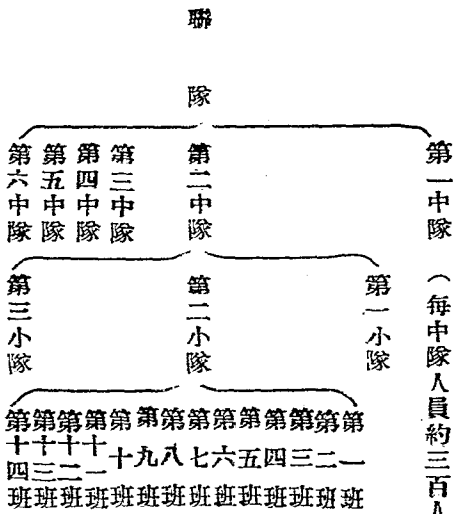 聯隊
第一中隊（每中隊人員約三百人
第二中隊
第三中隊
第四中隊
第五中隊
第六中隊
第一小隊
第二小隊
第三小隊
第一班
第二班
第三班
第四班
第五班
第六班
第七班
第八班
第九班
第十班
第十一班
第十二班
第十三班
第十四班